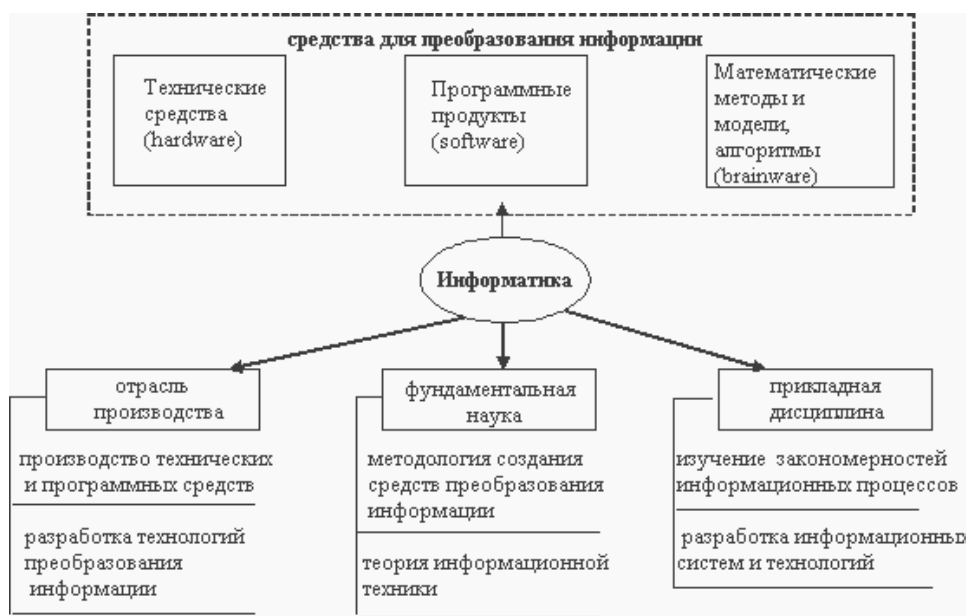 средства для преобразования информации
Технические
средства
(hardware)
Программные
продукты
(software)
Математические
методы и
модели,
алгоритмы
(brainware)
Информатика
отрасль
производства
фундаментальная
наука
прикладная
дисциплина
производство технических
и программных средств
разработка технологий
преобразования
информации
методология создания
средств преобразования
информации
теория информационной
техники
изучение закономерностей
информационных процессов
разработка информационных
систем и технологий